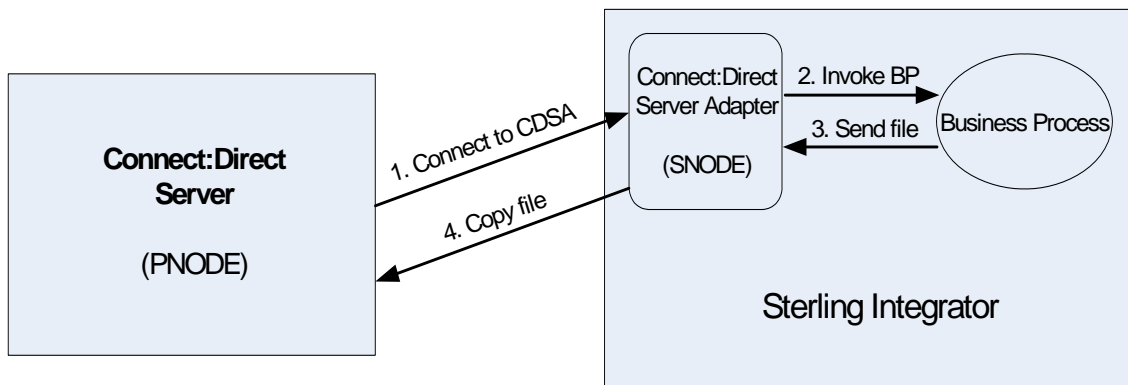 Connect:Direct
Server
(PNODE)
1. Connect to CDSA
4. Copy file
Connect:Direct
Server Adapter
(SNODE)
2. Invoke BP
3. Send file
Business Process
Sterling Integrator